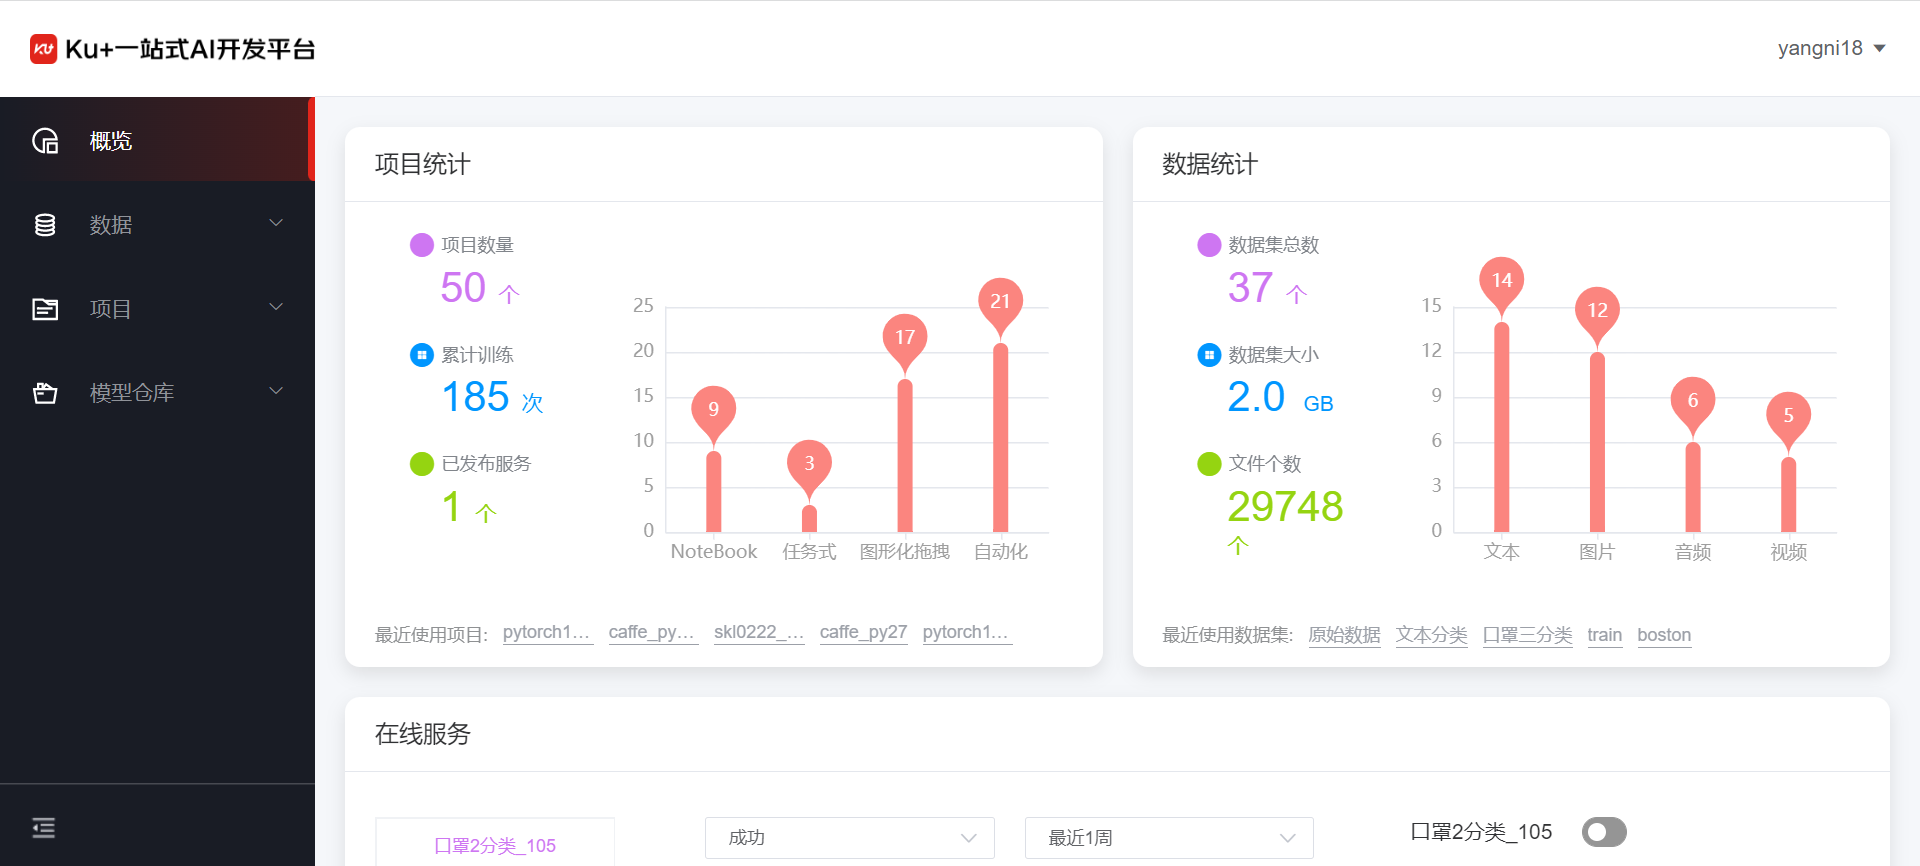 Ku+ Ku+一站式AI开发平台
yangni18
概览
数据
项目
模型仓库
项目统计
项目数量
50 个
累计训练
185 次
已发布服务
1 个
25
20
15
10
5
0
9
3
17
21
NoteBook 任务式 图形化拖拽 自动化
最近使用项目: pytorch1... caffe_py... skl0222_... caffe_py27 pytorch1...
数据统计
数据集总数
37 个
数据集大小
2.0 GB
文件个数
29748
个
15
12
9
6
3
0
14
12
6
5
文本 图片 音频 视频
最近使用数据集: 原始数据 文本分类 口罩三分类 train boston
在线服务
口罩2分类_105
成功
最近1周
口罩2分类_105